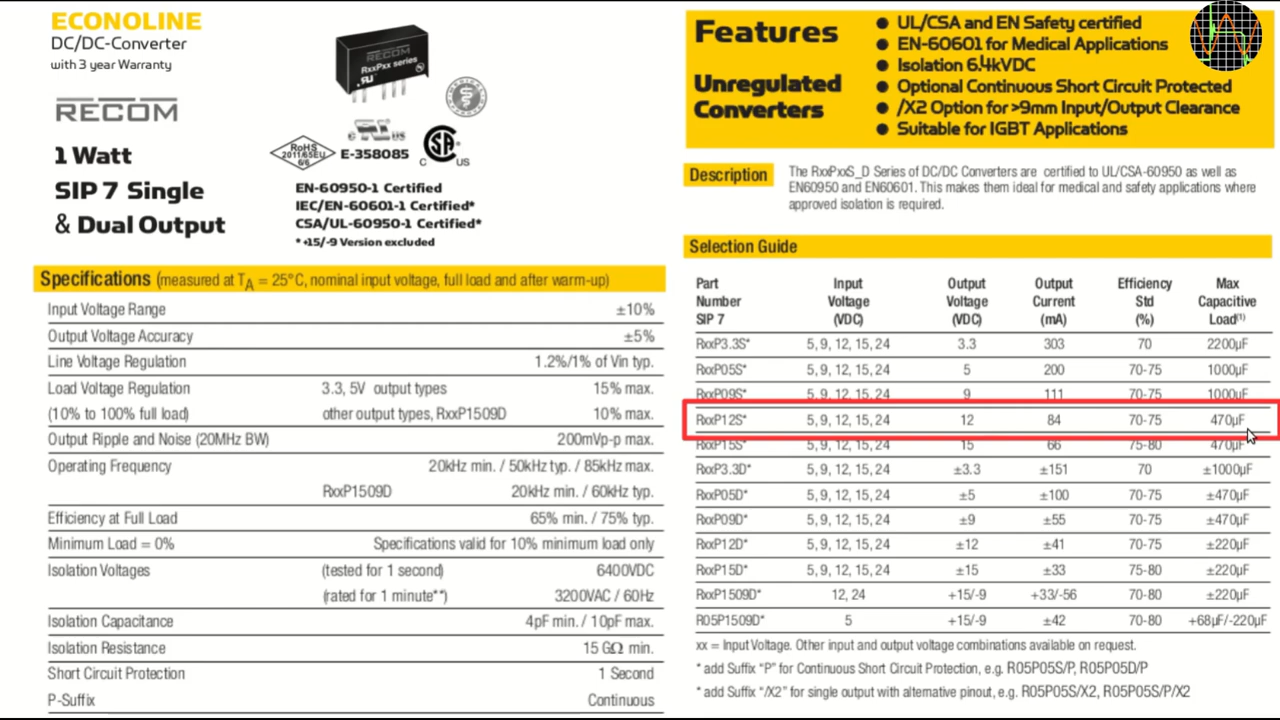 ECONOLINE
DC/DC-Converter
with 3 year Warranty
RECOM
1 Watt
SIP 7 Single
& Dual Output
RECOM
RxxPxx series
RoHS
2011/65/EU
6/6
c UL us
E-358085
C US
EN-60950-1 Certified
IEC/EN-60601-1 Certified*
CSA/UL-60950-1 Certified*
*+15/-9 Version excluded
Specifications (measured at TA = 25°C, nominal input voltage, full load and after warm-up)
Input Voltage Range ±10%
Output Voltage Accuracy ±5%
Line Voltage Regulation 1.2%/1% of Vin typ.
Load Voltage Regulation 3.3, 5V output types 15% max.
(10% to 100% full load) other output types, RxxP1509D 10% max.
Output Ripple and Noise (20MHz BW) 200mVp-p max.
Operating Frequency 20kHz min. / 50kHz typ. / 85kHz max.
RxxP1509D 20kHz min. / 60kHz typ.
Efficiency at Full Load 65% min. / 75% typ.
Minimum Load = 0% Specifications valid for 10% minimum load only
Isolation Voltages (tested for 1 second) 6400VDC
(rated for 1 minute**) 3200VAC / 60Hz
Isolation Capacitance 4pF min. / 10pF max.
Isolation Resistance 15 GΩ min.
Short Circuit Protection 1 Second
P-Suffix Continuous
Features
Unregulated
Converters
● UL/CSA and EN Safety certified
● EN-60601 for Medical Applications
● Isolation 6.4kVDC
● Optional Continuous Short Circuit Protected
● /X2 Option for >9mm Input/Output Clearance
● Suitable for IGBT Applications
Description
The RxxPxxS_D Series of DC/DC Converters are certified to UL/CSA-60950 as well as
EN60950 and EN60601. This makes them ideal for medical and safety applications where
approved isolation is required.
Selection Guide
Part Input Output Output Efficiency Max
Number Voltage Voltage Current Std Capacitive
SIP 7 (VDC) (VDC) (mA) (%) Load(1)
RxxP3.3S* 5, 9, 12, 15, 24 3.3 303 70 2200µF
RxxP05S* 5, 9, 12, 15, 24 5 200 70-75 1000µF
RxxP09S* 5, 9, 12, 15, 24 9 111 70-75 1000µF
RxxP12S* 5, 9, 12, 15, 24 12 84 70-75 470µF
RxxP15S* 5, 9, 12, 15, 24 15 66 75-80 470µF
RxxP3.3D* 5, 9, 12, 15, 24 ±3.3 ±151 70 ±1000µF
RxxP05D* 5, 9, 12, 15, 24 ±5 ±100 70-75 ±470µF
RxxP09D* 5, 9, 12, 15, 24 ±9 ±55 70-75 ±470µF
RxxP12D* 5, 9, 12, 15, 24 ±12 ±41 70-75 ±220µF
RxxP15D* 5, 9, 12, 15, 24 ±15 ±33 75-80 ±220µF
RxxP1509D* 12, 24 +15/-9 +33/-56 70-80 ±220µF
R05P1509D* 5 +15/-9 ±42 70-80 +68µF/-220µF
xx = Input Voltage. Other input and output voltage combinations available on request.
* add Suffix “P” for Continuous Short Circuit Protection, e.g. R05P05S/P, R05P05D/P
* add Suffix “/X2” for single output with alternative pinout, e.g. R05P05S/X2, R05P05S/P/X2